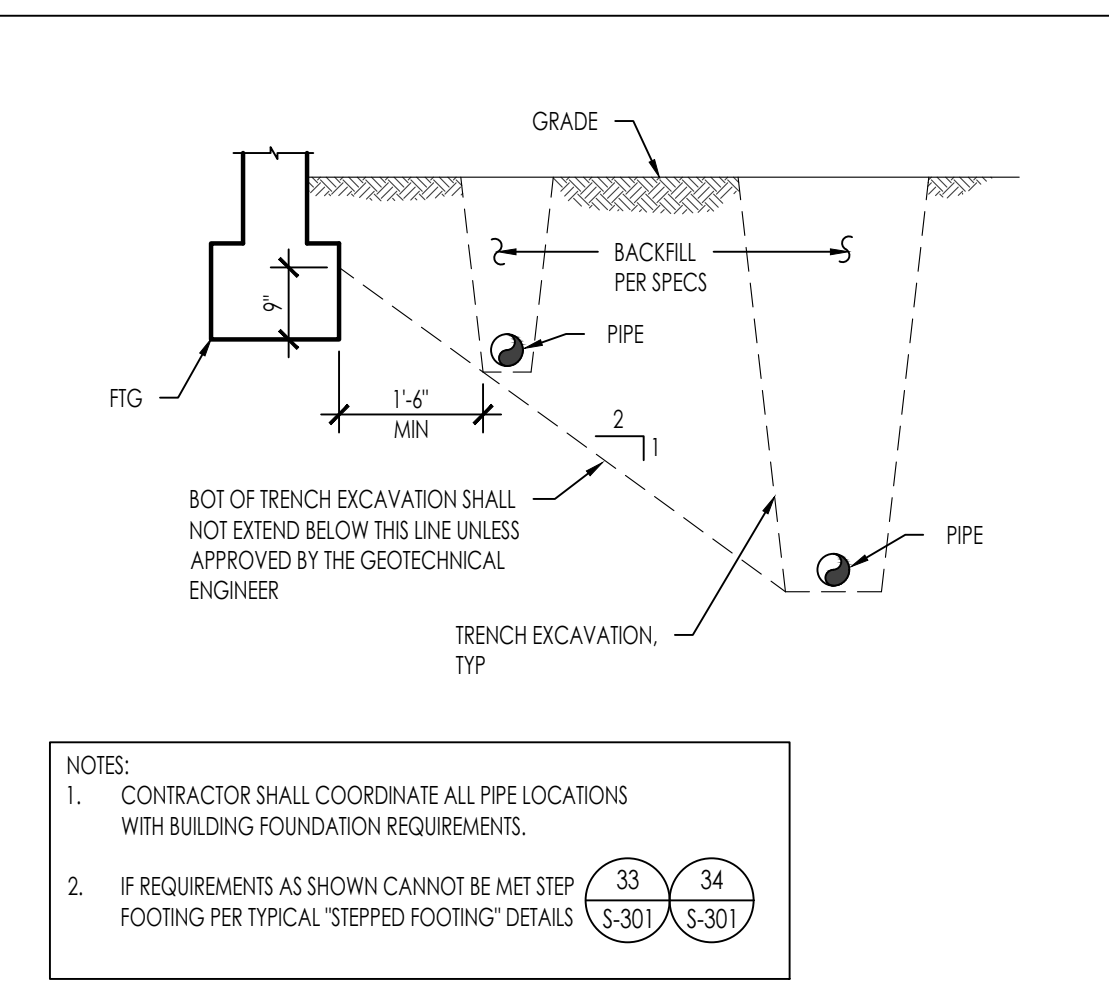 GRADE
BACKFILL
PER SPECS
9"
PIPE
FTG
1'-6"
MIN
2
1
BOT OF TRENCH EXCAVATION SHALL
NOT EXTEND BELOW THIS LINE UNLESS
APPROVED BY THE GEOTECHNICAL
ENGINEER
PIPE
TRENCH EXCAVATION,
TYP
NOTES:
1. CONTRACTOR SHALL COORDINATE ALL PIPE LOCATIONS
WITH BUILDING FOUNDATION REQUIREMENTS.
2. IF REQUIREMENTS AS SHOWN CANNOT BE MET STEP
FOOTING PER TYPICAL "STEPPED FOOTING" DETAILS
33 34
S-301 S-301